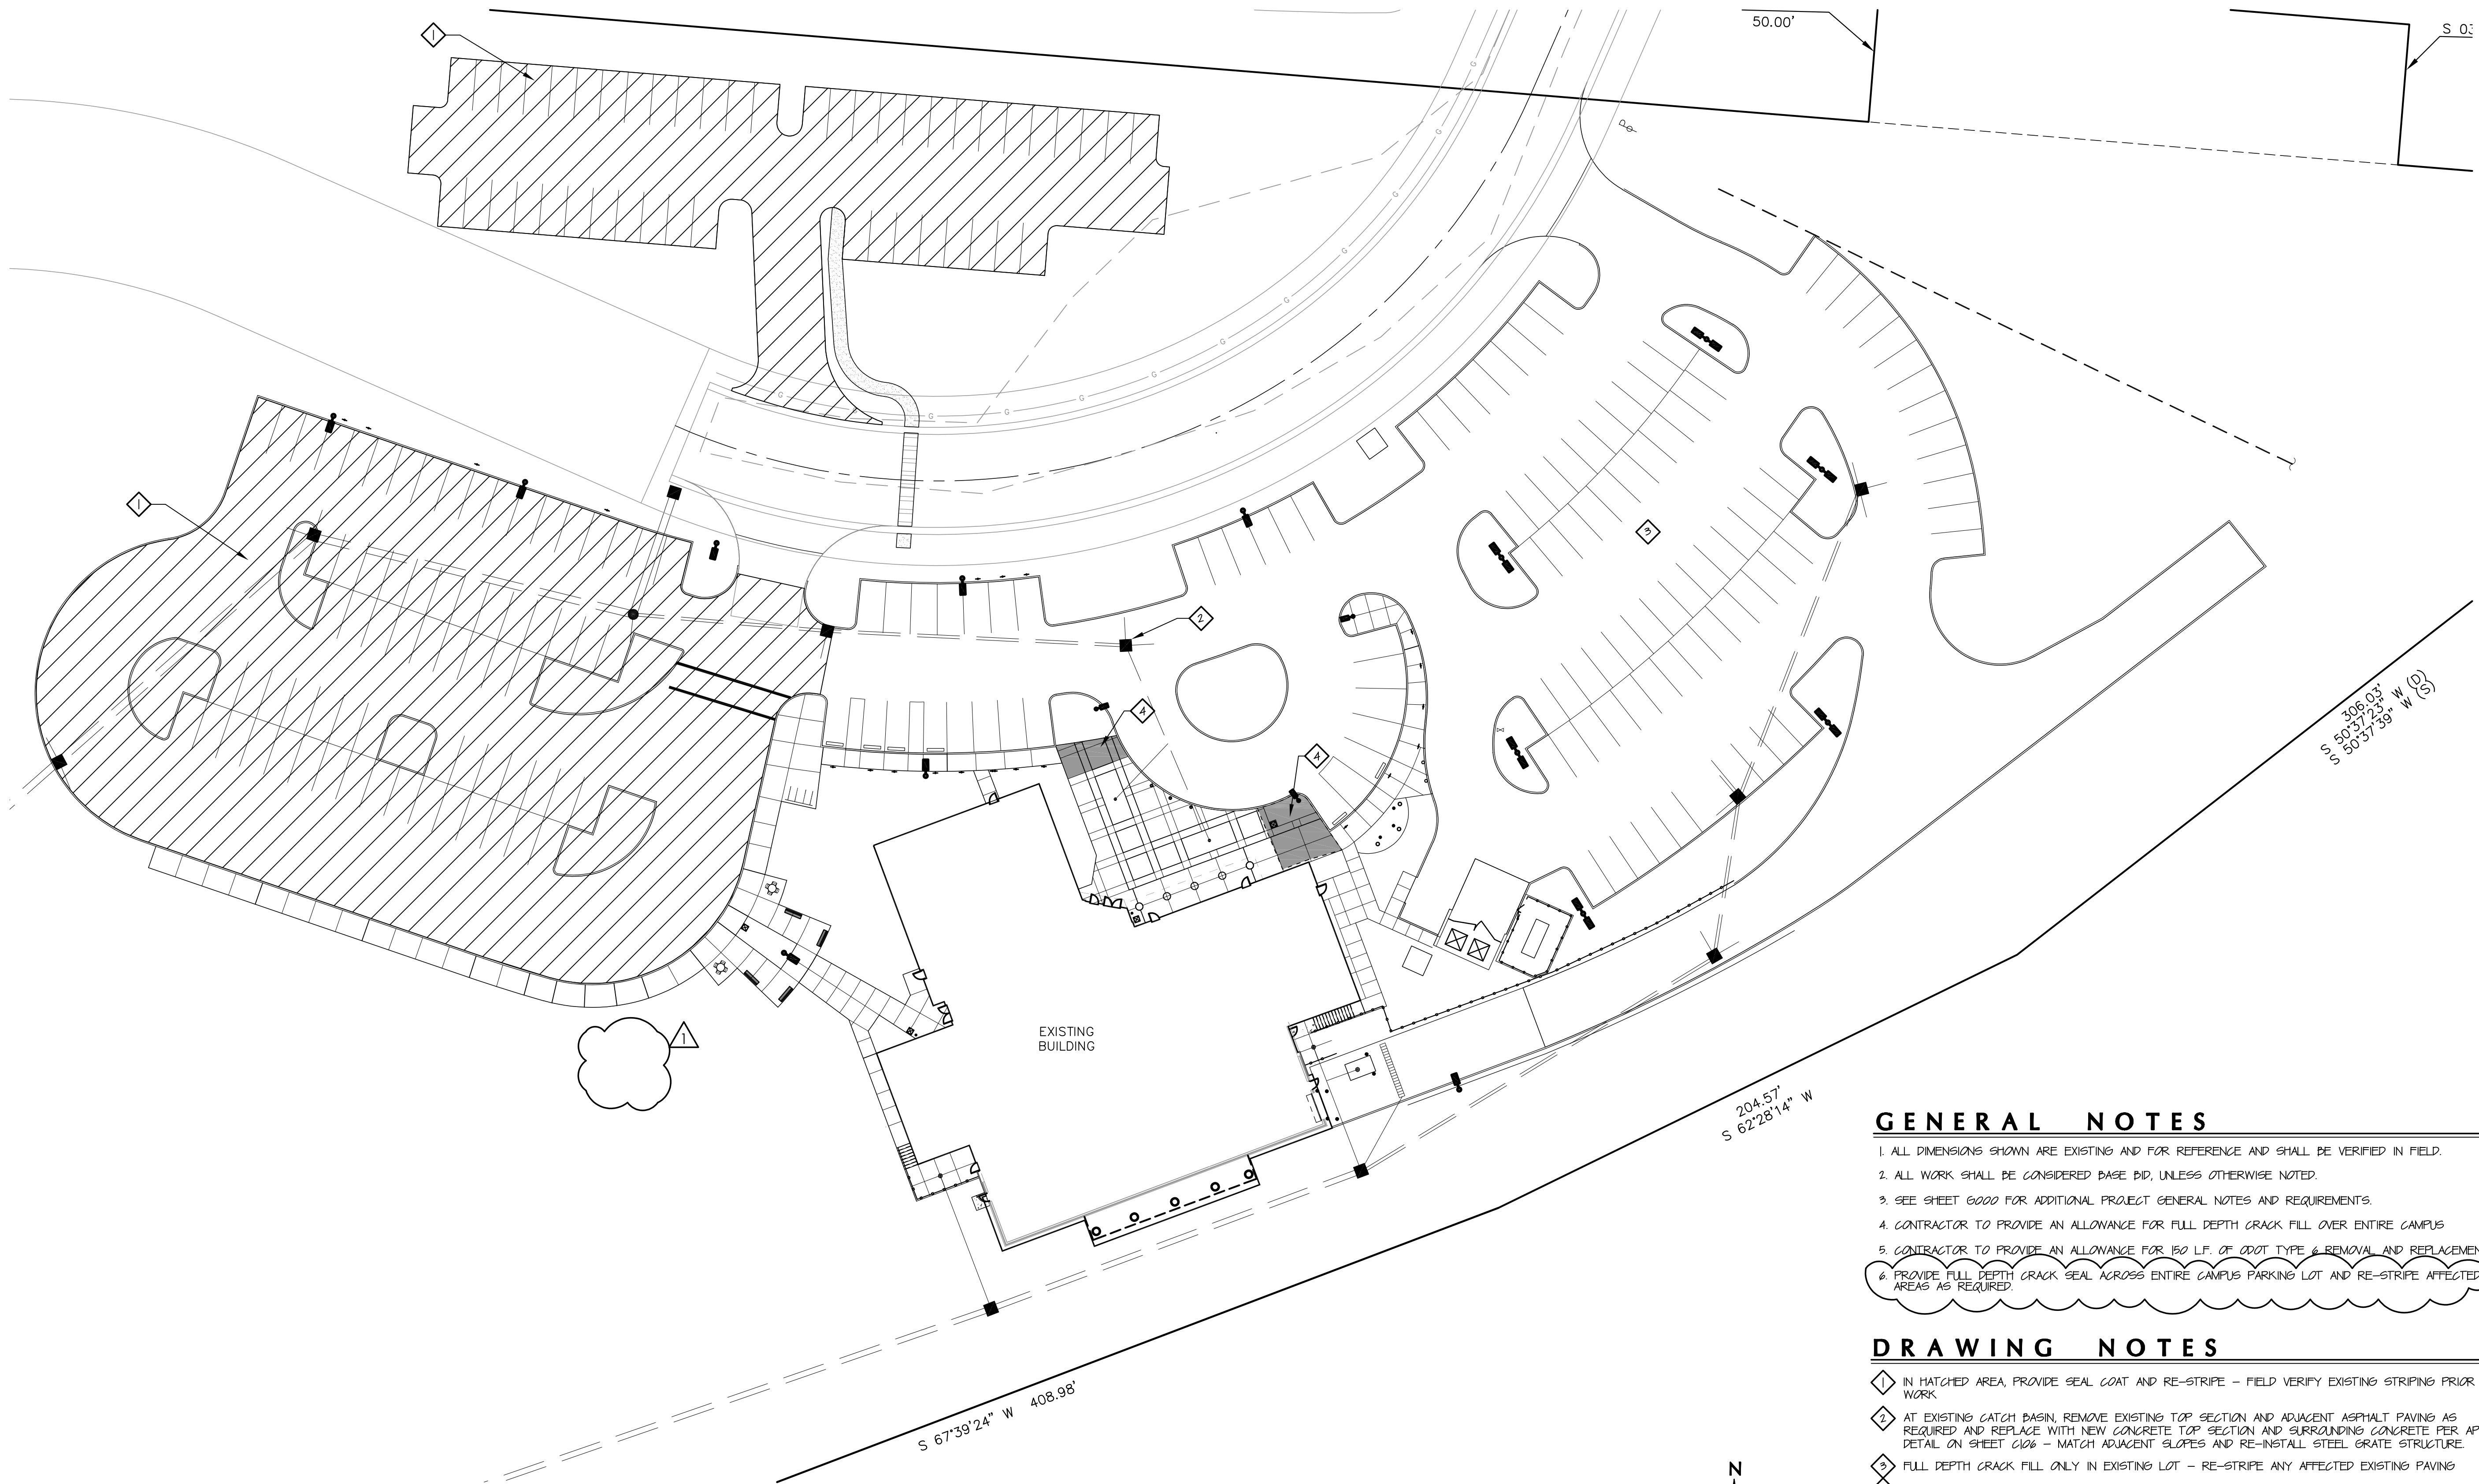 50.00'
S 03
1
1
G
G
G
G
G
G
G
G
G
G
G
G
2
3
4
4
306.03'
S 50°37'23" W (D)
S 50°37'39" W (S)
EXISTING
BUILDING
1
204.57'
S 62°28'14" W
S 67°39'24" W 408.98'
N
GENERAL NOTES
1. ALL DIMENSIONS SHOWN ARE EXISTING AND FOR REFERENCE AND SHALL BE VERIFIED IN FIELD.
2. ALL WORK SHALL BE CONSIDERED BASE BID, UNLESS OTHERWISE NOTED.
3. SEE SHEET G000 FOR ADDITIONAL PROJECT GENERAL NOTES AND REQUIREMENTS.
4. CONTRACTOR TO PROVIDE AN ALLOWANCE FOR FULL DEPTH CRACK FILL OVER ENTIRE CAMPUS
5. CONTRACTOR TO PROVIDE AN ALLOWANCE FOR 150 L.F. OF ODOT TYPE 6 REMOVAL AND REPLACEMEN
6. PROVIDE FULL DEPTH CRACK SEAL ACROSS ENTIRE CAMPUS PARKING LOT AND RE-STRIPE AFFECTED
AREAS AS REQUIRED.
DRAWING NOTES
1 IN HATCHED AREA, PROVIDE SEAL COAT AND RE-STRIPE - FIELD VERIFY EXISTING STRIPING PRIOR
WORK
2 AT EXISTING CATCH BASIN, REMOVE EXISTING TOP SECTION AND ADJACENT ASPHALT PAVING AS
REQUIRED AND REPLACE WITH NEW CONCRETE TOP SECTION AND SURROUNDING CONCRETE PER AP
DETAIL ON SHEET C106 - MATCH ADJACENT SLOPES AND RE-INSTALL STEEL GRATE STRUCTURE.
3 FULL DEPTH CRACK FILL ONLY IN EXISTING LOT - RE-STRIPE ANY AFFECTED EXISTING PAVING